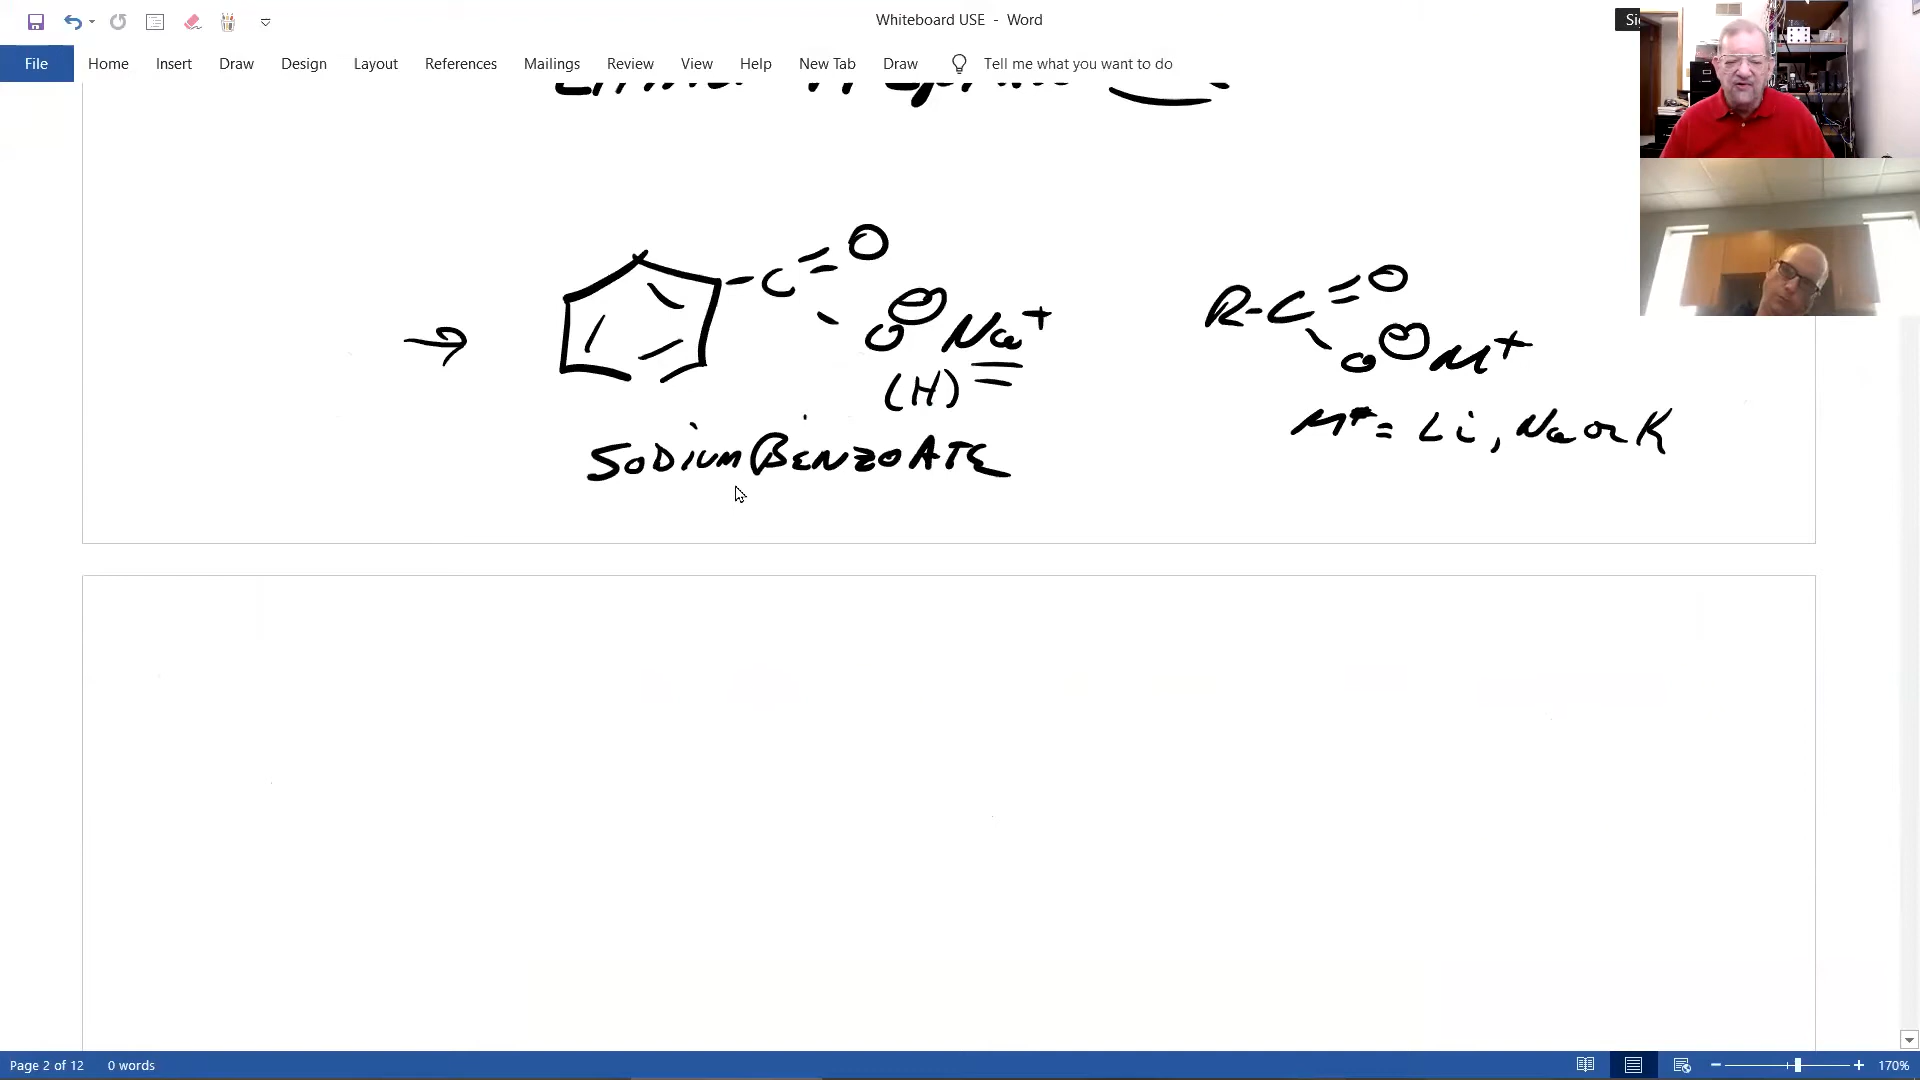 Whiteboard USE - Word
File Home Insert Draw Design Layout References Mailings Review View Help New Tab Draw Tell me what you want to do
C = O
O⊖ Na+
(H)
SODium BENZOATE
R-C = O
O⊖ M+
M+ = Li, Na or K
Page 2 of 12 0 words 170%